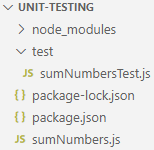 UNIT-TESTING
node_modules
test
JS sumNumbersTest.js
{ } package-lock.json
{ } package.json
JS sumNumbers.js